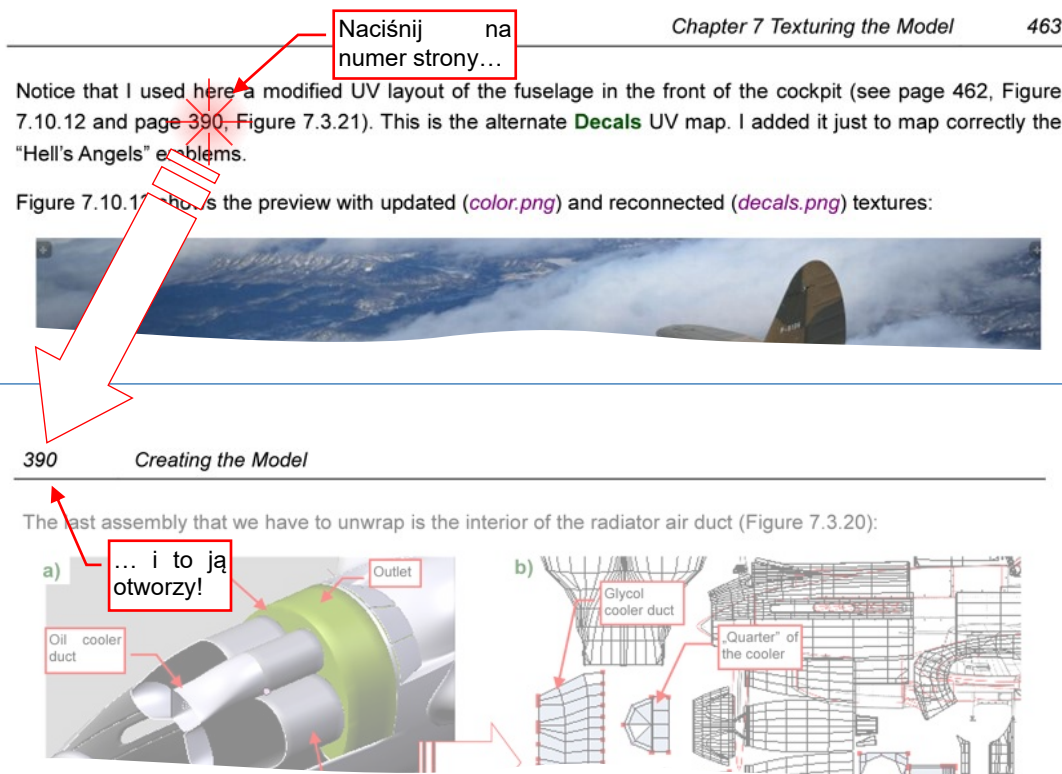 Naciśnij na
numer strony…
Chapter 7 Texturing the Model 463
Notice that I used here a modified UV layout of the fuselage in the front of the cockpit (see page 462, Figure
7.10.12 and page 390, Figure 7.3.21). This is the alternate Decals UV map. I added it just to map correctly the
“Hell’s Angels” emblems.
Figure 7.10.13 shows the preview with updated (color.png) and reconnected (decals.png) textures:
390 Creating the Model
The last assembly that we have to unwrap is the interior of the radiator air duct (Figure 7.3.20):
… i to ją
otworzy!
a)
Outlet
Oil cooler
duct
b)
Glycol
cooler duct
„Quarter” of
the cooler